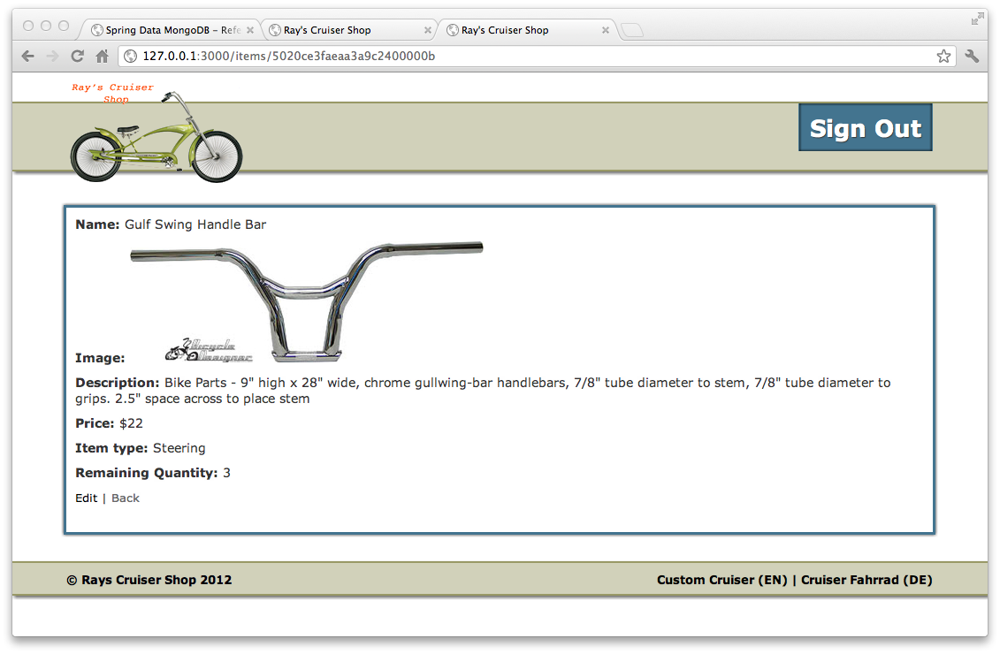 Spring Data MongoDB – Refe
Ray's Cruiser Shop
Ray's Cruiser Shop
127.0.0.1:3000/items/5020ce3faeaa3a9c2400000b
Ray's Cruiser
Shop
Sign Out
Name: Gulf Swing Handle Bar
Bicycle
Designer
Image:
Description: Bike Parts - 9" high x 28" wide, chrome gullwing-bar handlebars, 7/8" tube diameter to stem, 7/8" tube diameter to
grips. 2.5" space across to place stem
Price: $22
Item type: Steering
Remaining Quantity: 3
Edit | Back
© Rays Cruiser Shop 2012
Custom Cruiser (EN) | Cruiser Fahrrad (DE)